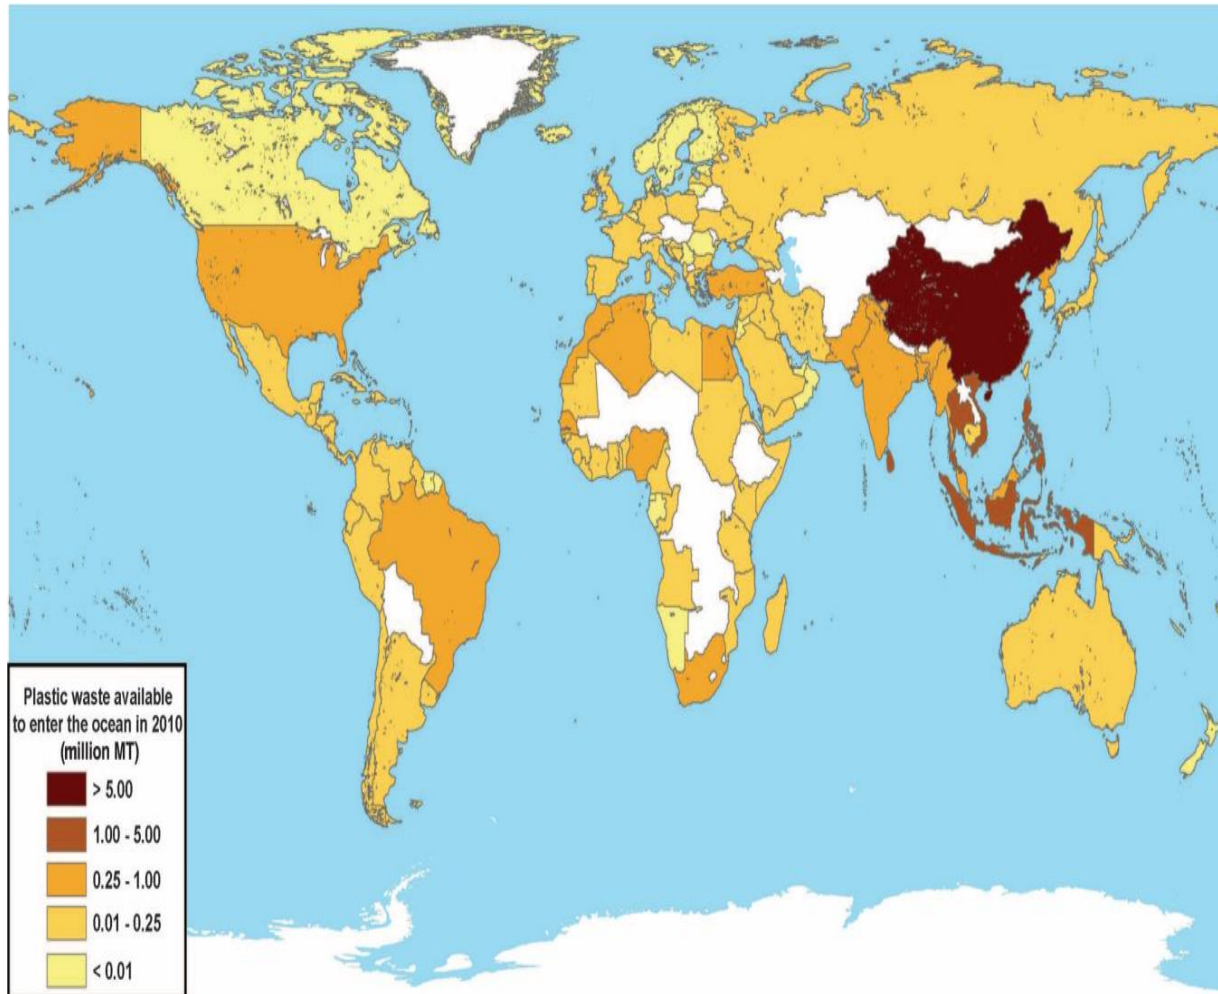 Plastic waste available
to enter the ocean in 2010
(million MT)
> 5.00
1.00 - 5.00
0.25 - 1.00
0.01 - 0.25
< 0.01